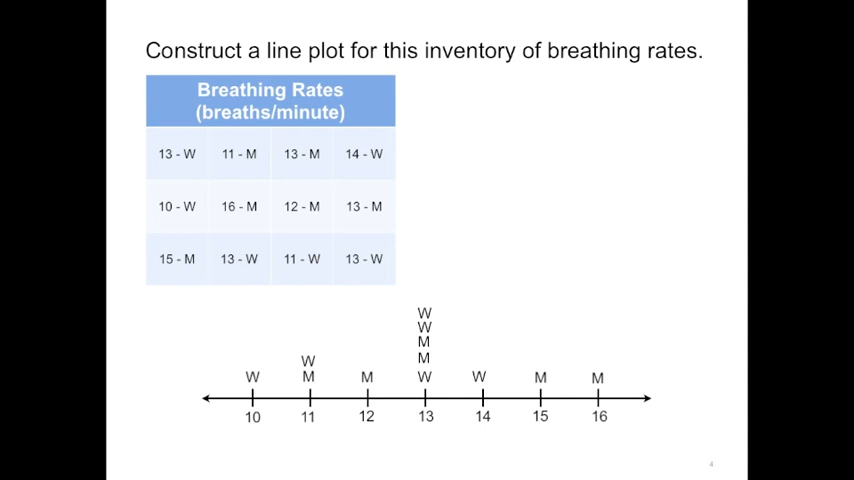 Construct a line plot for this inventory of breathing rates.
Breathing Rates
(breaths/minute)
13 - W 11 - M 13 - M 14 - W
10 - W 16 - M 12 - M 13 - M
15 - M 13 - W 11 - W 13 - W
W
W
M
W M
W M M W W M M
10 11 12 13 14 15 16
4